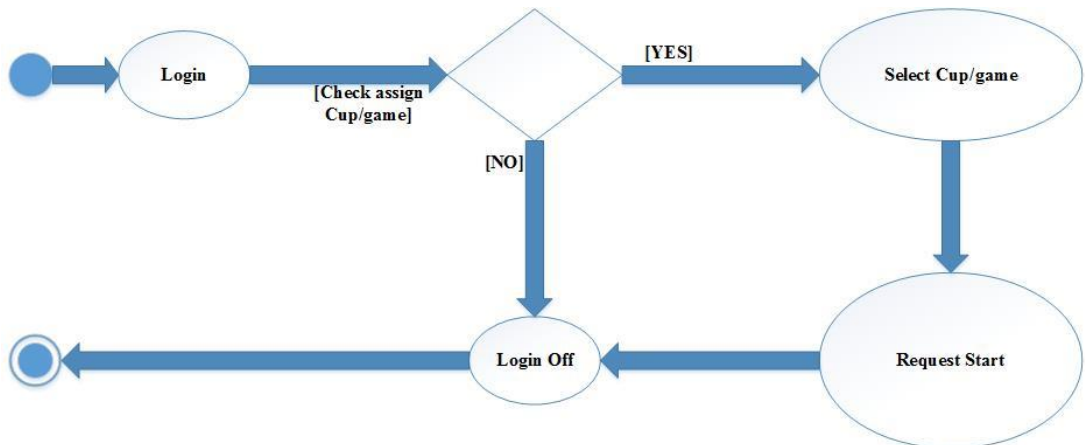 Login
[Check assign
Cup/game]
[YES]
Select Cup/game
[NO]
Login Off
Request Start